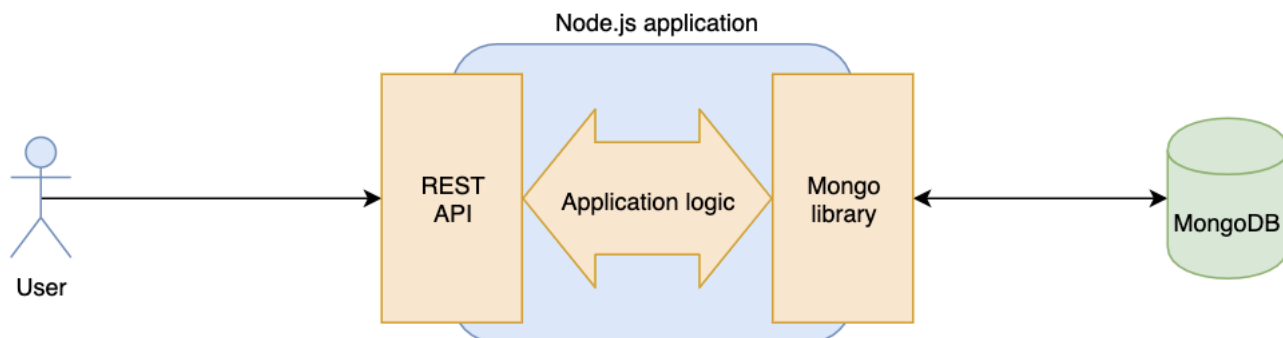 Node.js application
REST
API
Application logic
Mongo
library
MongoDB
User